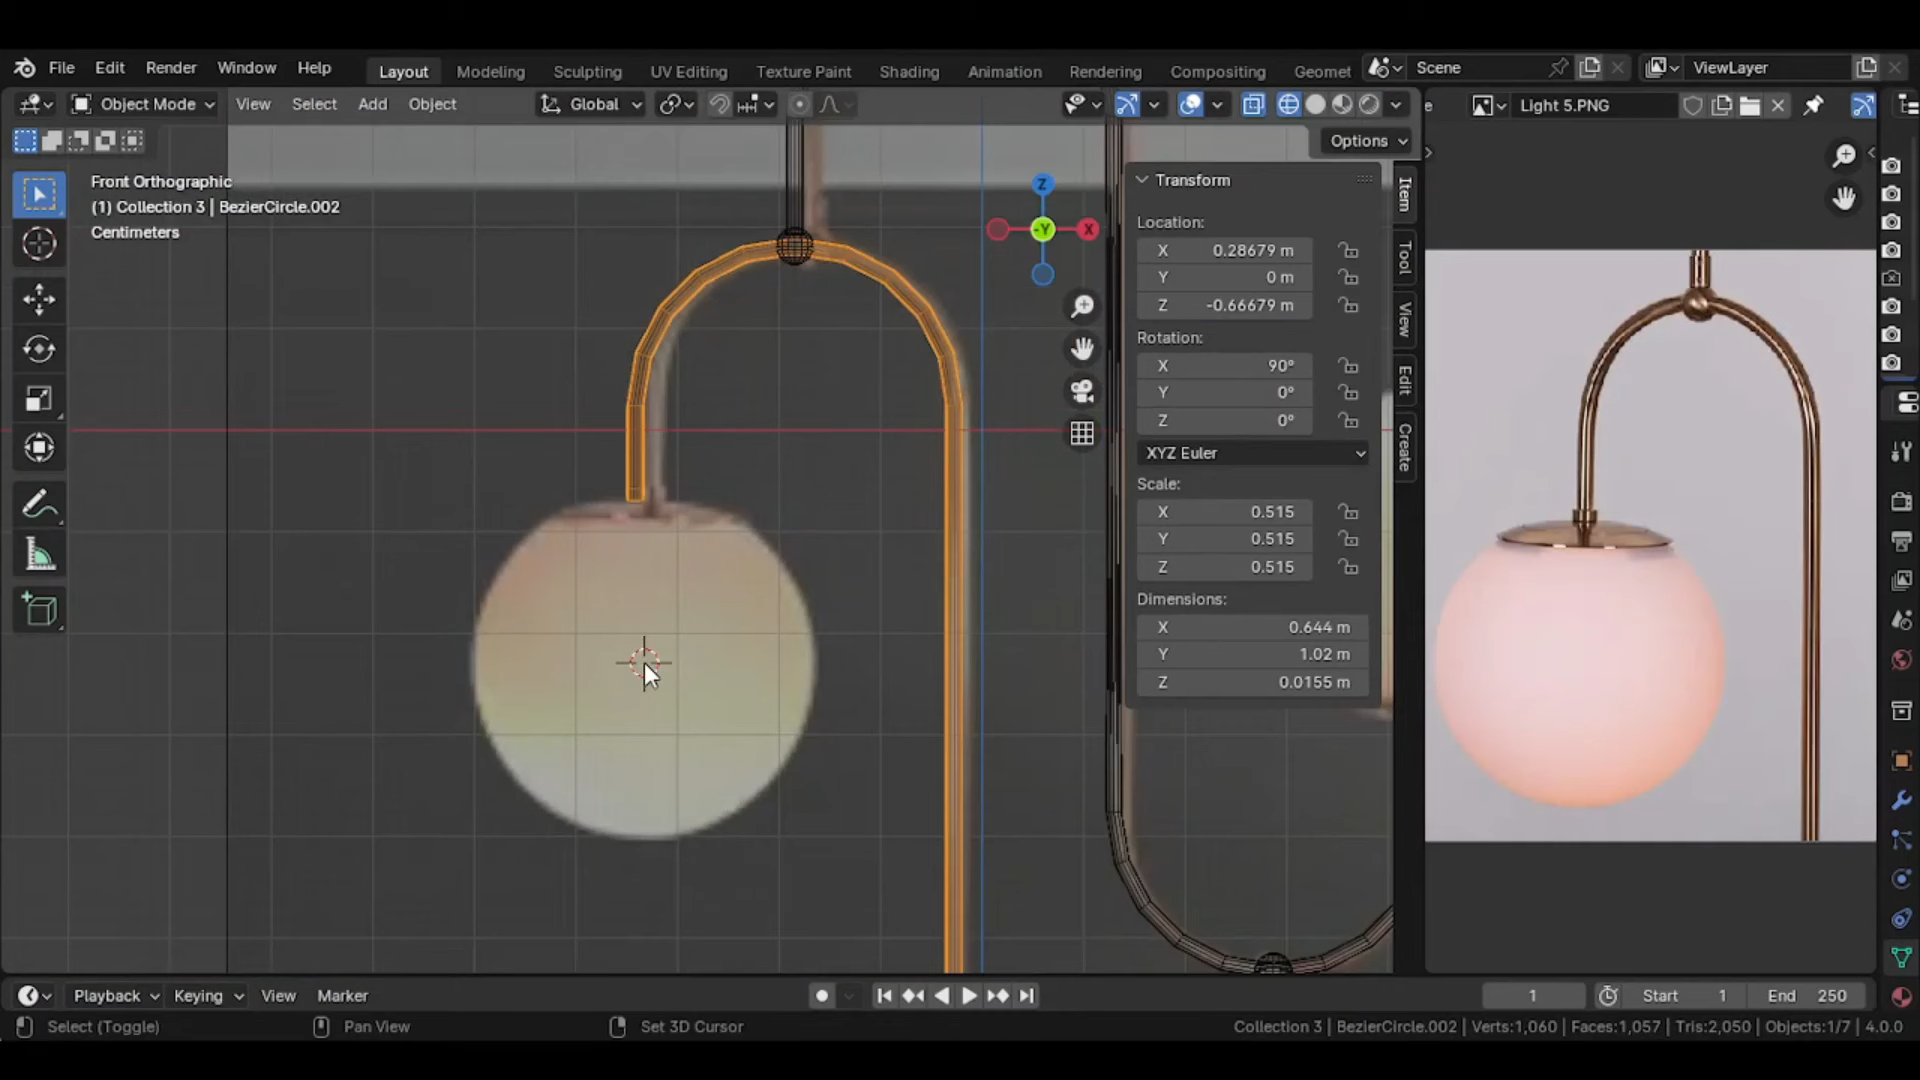 File Edit Render Window Help Layout Modeling Sculpting UV Editing Texture Paint Shading Animation Rendering Compositing Geomet Scene ViewLayer
Object Mode View Select Add Object Global e Light 5.PNG
Options
Front Orthographic
(1) Collection 3 | BezierCircle.002
Centimeters
Z
-Y
X
Transform
Location:
X 0.28679 m
Y 0 m
Z -0.66679 m
Rotation:
X 90°
Y 0°
Z 0°
XYZ Euler
Scale:
X 0.515
Y 0.515
Z 0.515
Dimensions:
X 0.644 m
Y 1.02 m
Z 0.0155 m
Item
Tool
View
Edit
Create
Playback Keying View Marker 1 Start 1 End 250
Select (Toggle) Pan View Set 3D Cursor Collection 3 | BezierCircle.002 | Verts:1,060 | Faces:1,057 | Tris:2,050 | Objects:1/7 | 4.0.0